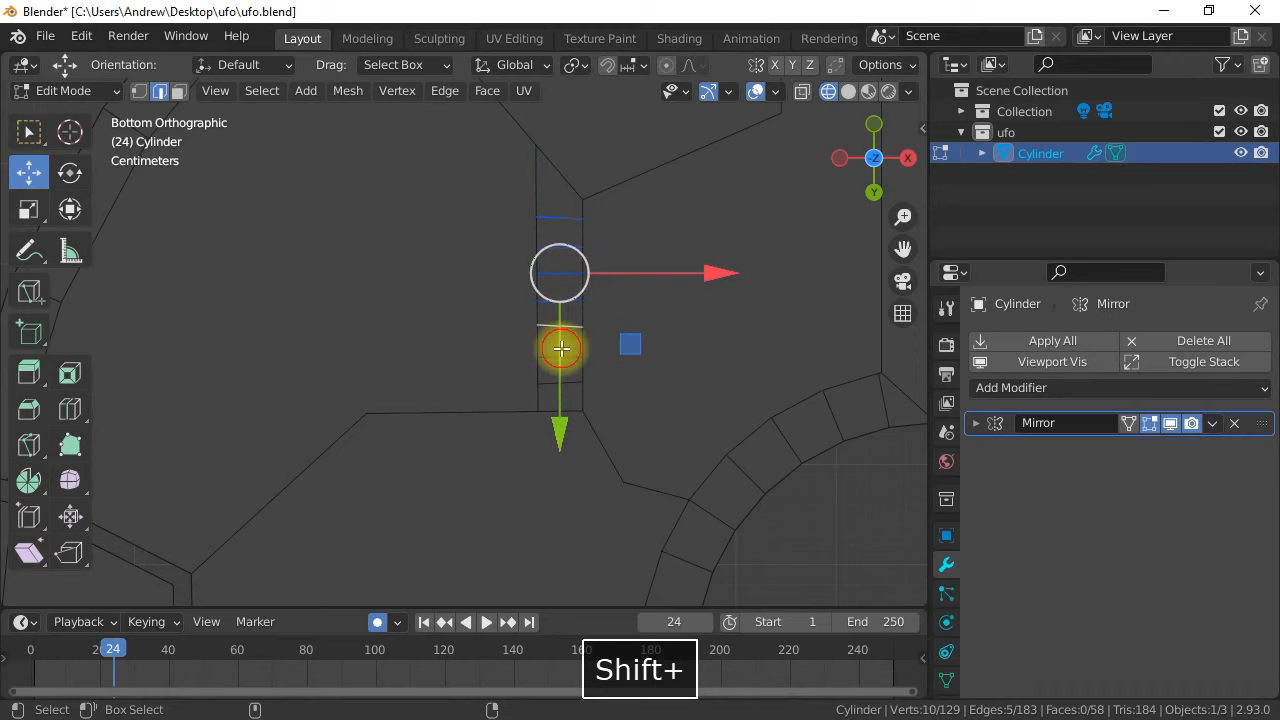 Blender* [C:\Users\Andrew\Desktop\ufo\ufo.blend]
File Edit Render Window Help Layout Modeling Sculpting UV Editing Texture Paint Shading Animation Rendering Scene View Layer
Orientation: Default Drag: Select Box Global X Y Z Options
Edit Mode View Select Add Mesh Vertex Edge Face UV
Bottom Orthographic
(24) Cylinder
Centimeters
-Z X Y
Scene Collection
Collection
ufo
Cylinder
Cylinder Mirror
Apply All Delete All
Viewport Vis Toggle Stack
Add Modifier
Mirror
Playback Keying View Marker 24 Start 1 End 250
0 24 40 60 80 100 120 140 160 200 220 240
Shift+
Select Box Select Cylinder | Verts:10/129 | Edges:5/183 | Faces:0/58 | Tris:184 | Objects:1/3 | 2.93.0